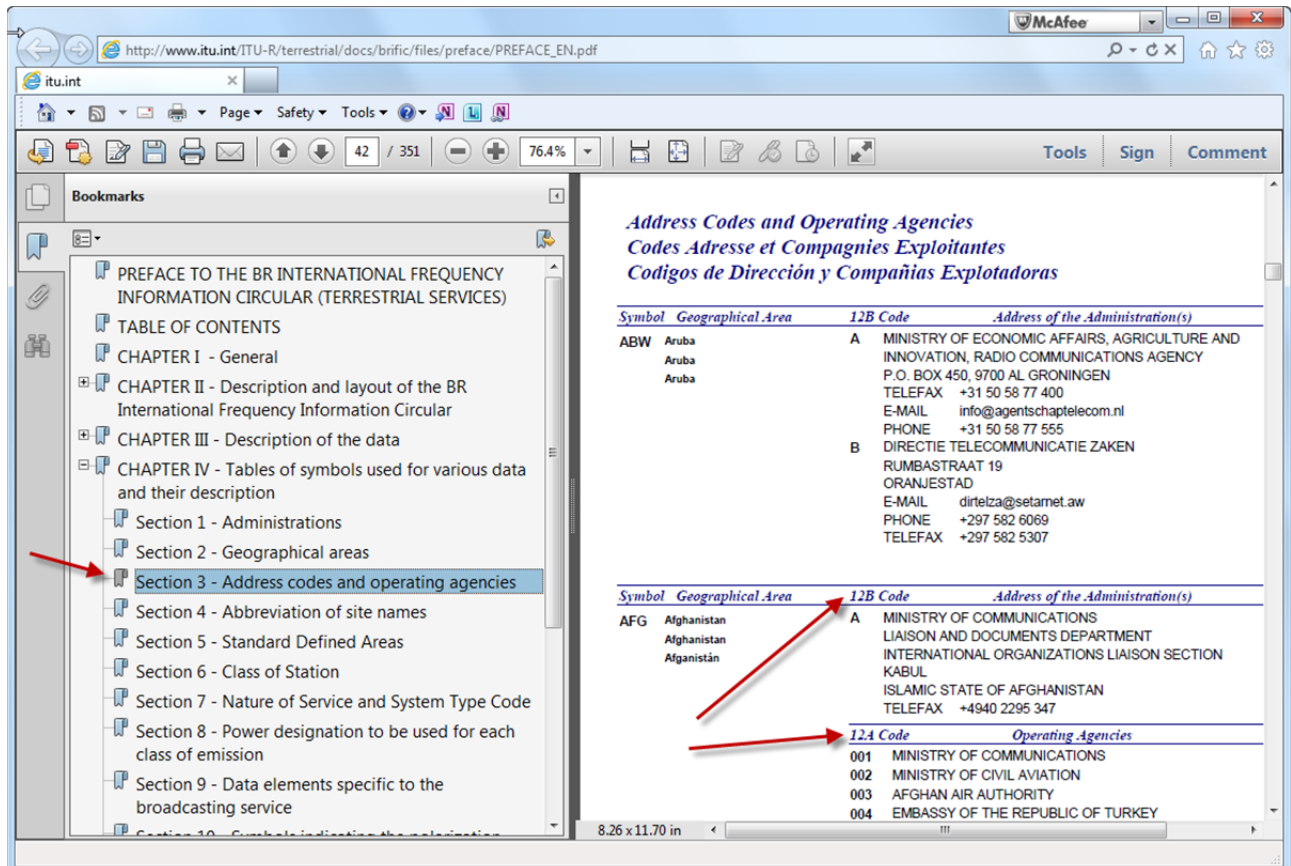 McAfee
http://www.itu.int/ITU-R/terrestrial/docs/brific/files/preface/PREFACE_EN.pdf
itu.int
Page Safety Tools
42 / 351 76.4% Tools Sign Comment
Bookmarks
PREFACE TO THE BR INTERNATIONAL FREQUENCY
INFORMATION CIRCULAR (TERRESTRIAL SERVICES)
TABLE OF CONTENTS
CHAPTER I - General
CHAPTER II - Description and layout of the BR
International Frequency Information Circular
CHAPTER III - Description of the data
CHAPTER IV - Tables of symbols used for various data
and their description
Section 1 - Administrations
Section 2 - Geographical areas
Section 3 - Address codes and operating agencies
Section 4 - Abbreviation of site names
Section 5 - Standard Defined Areas
Section 6 - Class of Station
Section 7 - Nature of Service and System Type Code
Section 8 - Power designation to be used for each
class of emission
Section 9 - Data elements specific to the
broadcasting service
Section 10 - Symbols indicating the polarization
Address Codes and Operating Agencies
Codes Adresse et Compagnies Exploitantes
Codigos de Dirección y Compañias Explotadoras
Symbol Geographical Area 12B Code Address of the Administration(s)
ABW Aruba A MINISTRY OF ECONOMIC AFFAIRS, AGRICULTURE AND
Aruba INNOVATION, RADIO COMMUNICATIONS AGENCY
Aruba P.O. BOX 450, 9700 AL GRONINGEN
TELEFAX +31 50 58 77 400
E-MAIL info@agentschaptelecom.nl
PHONE +31 50 58 77 555
B DIRECTIE TELECOMMUNICATIE ZAKEN
RUMBASTRAAT 19
ORANJESTAD
E-MAIL dirtelza@setarnet.aw
PHONE +297 582 6069
TELEFAX +297 582 5307
Symbol Geographical Area 12B Code Address of the Administration(s)
AFG Afghanistan A MINISTRY OF COMMUNICATIONS
Afghanistan LIAISON AND DOCUMENTS DEPARTMENT
Afganistán INTERNATIONAL ORGANIZATIONS LIAISON SECTION
KABUL
ISLAMIC STATE OF AFGHANISTAN
TELEFAX +4940 2295 347
12A Code Operating Agencies
001 MINISTRY OF COMMUNICATIONS
002 MINISTRY OF CIVIL AVIATION
003 AFGHAN AIR AUTHORITY
004 EMBASSY OF THE REPUBLIC OF TURKEY
8.26 x 11.70 in